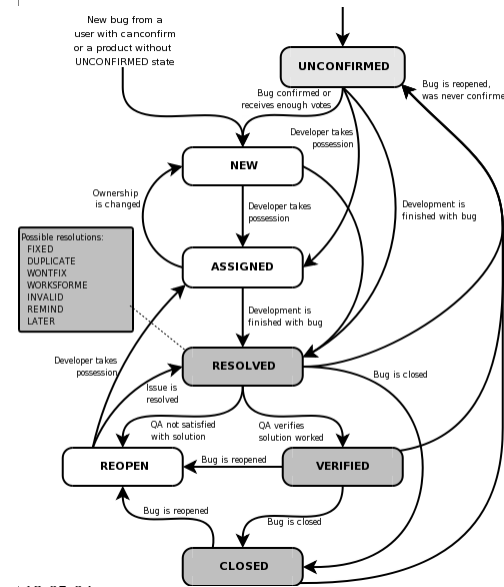 New bug from a
user with canconfirm
or a product without
UNCONFIRMED state
UNCONFIRMED
Bug is reopened,
was never confirme
Bug confirmed or
receives enough votes
Developer takes
possession
NEW
Ownership
is changed
Developer takes
possession
Development is
finished with bug
Possible resolutions:
FIXED
DUPLICATE
WONTFIX
WORKSFORME
INVALID
REMIND
LATER
ASSIGNED
Development is
finished with bug
Developer takes
possession
RESOLVED
Issue is
resolved
Bug is closed
QA not satisfied
with solution
QA verifies
solution worked
REOPEN
Bug is reopened
VERIFIED
Bug is reopened
Bug is closed
CLOSED